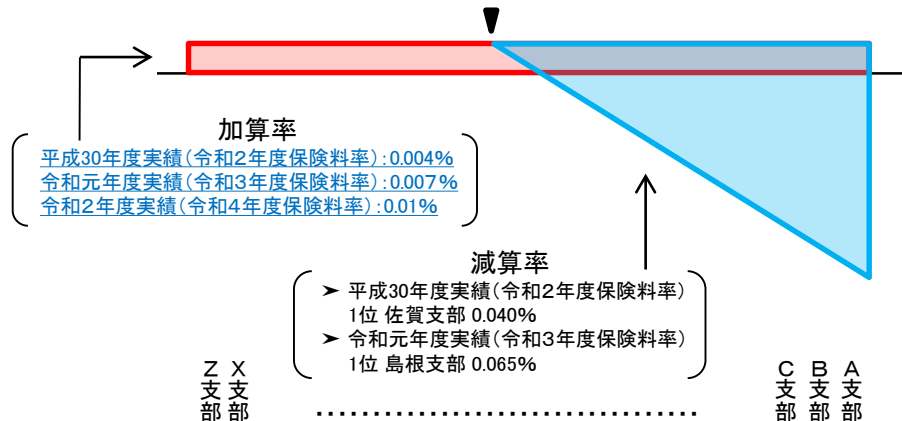 加算率
平成30年度実績(令和2年度保険料率):0.004%
令和元年度実績(令和3年度保険料率):0.007%
令和2年度実績(令和4年度保険料率):0.01%
減算率
➢ 平成30年度実績(令和2年度保険料率)
1位 佐賀支部 0.040%
➢ 令和元年度実績(令和3年度保険料率)
1位 島根支部 0.065%
Z支部
X支部
‥‥‥‥‥‥‥‥‥‥‥‥‥‥‥‥‥‥
C支部
B支部
A支部